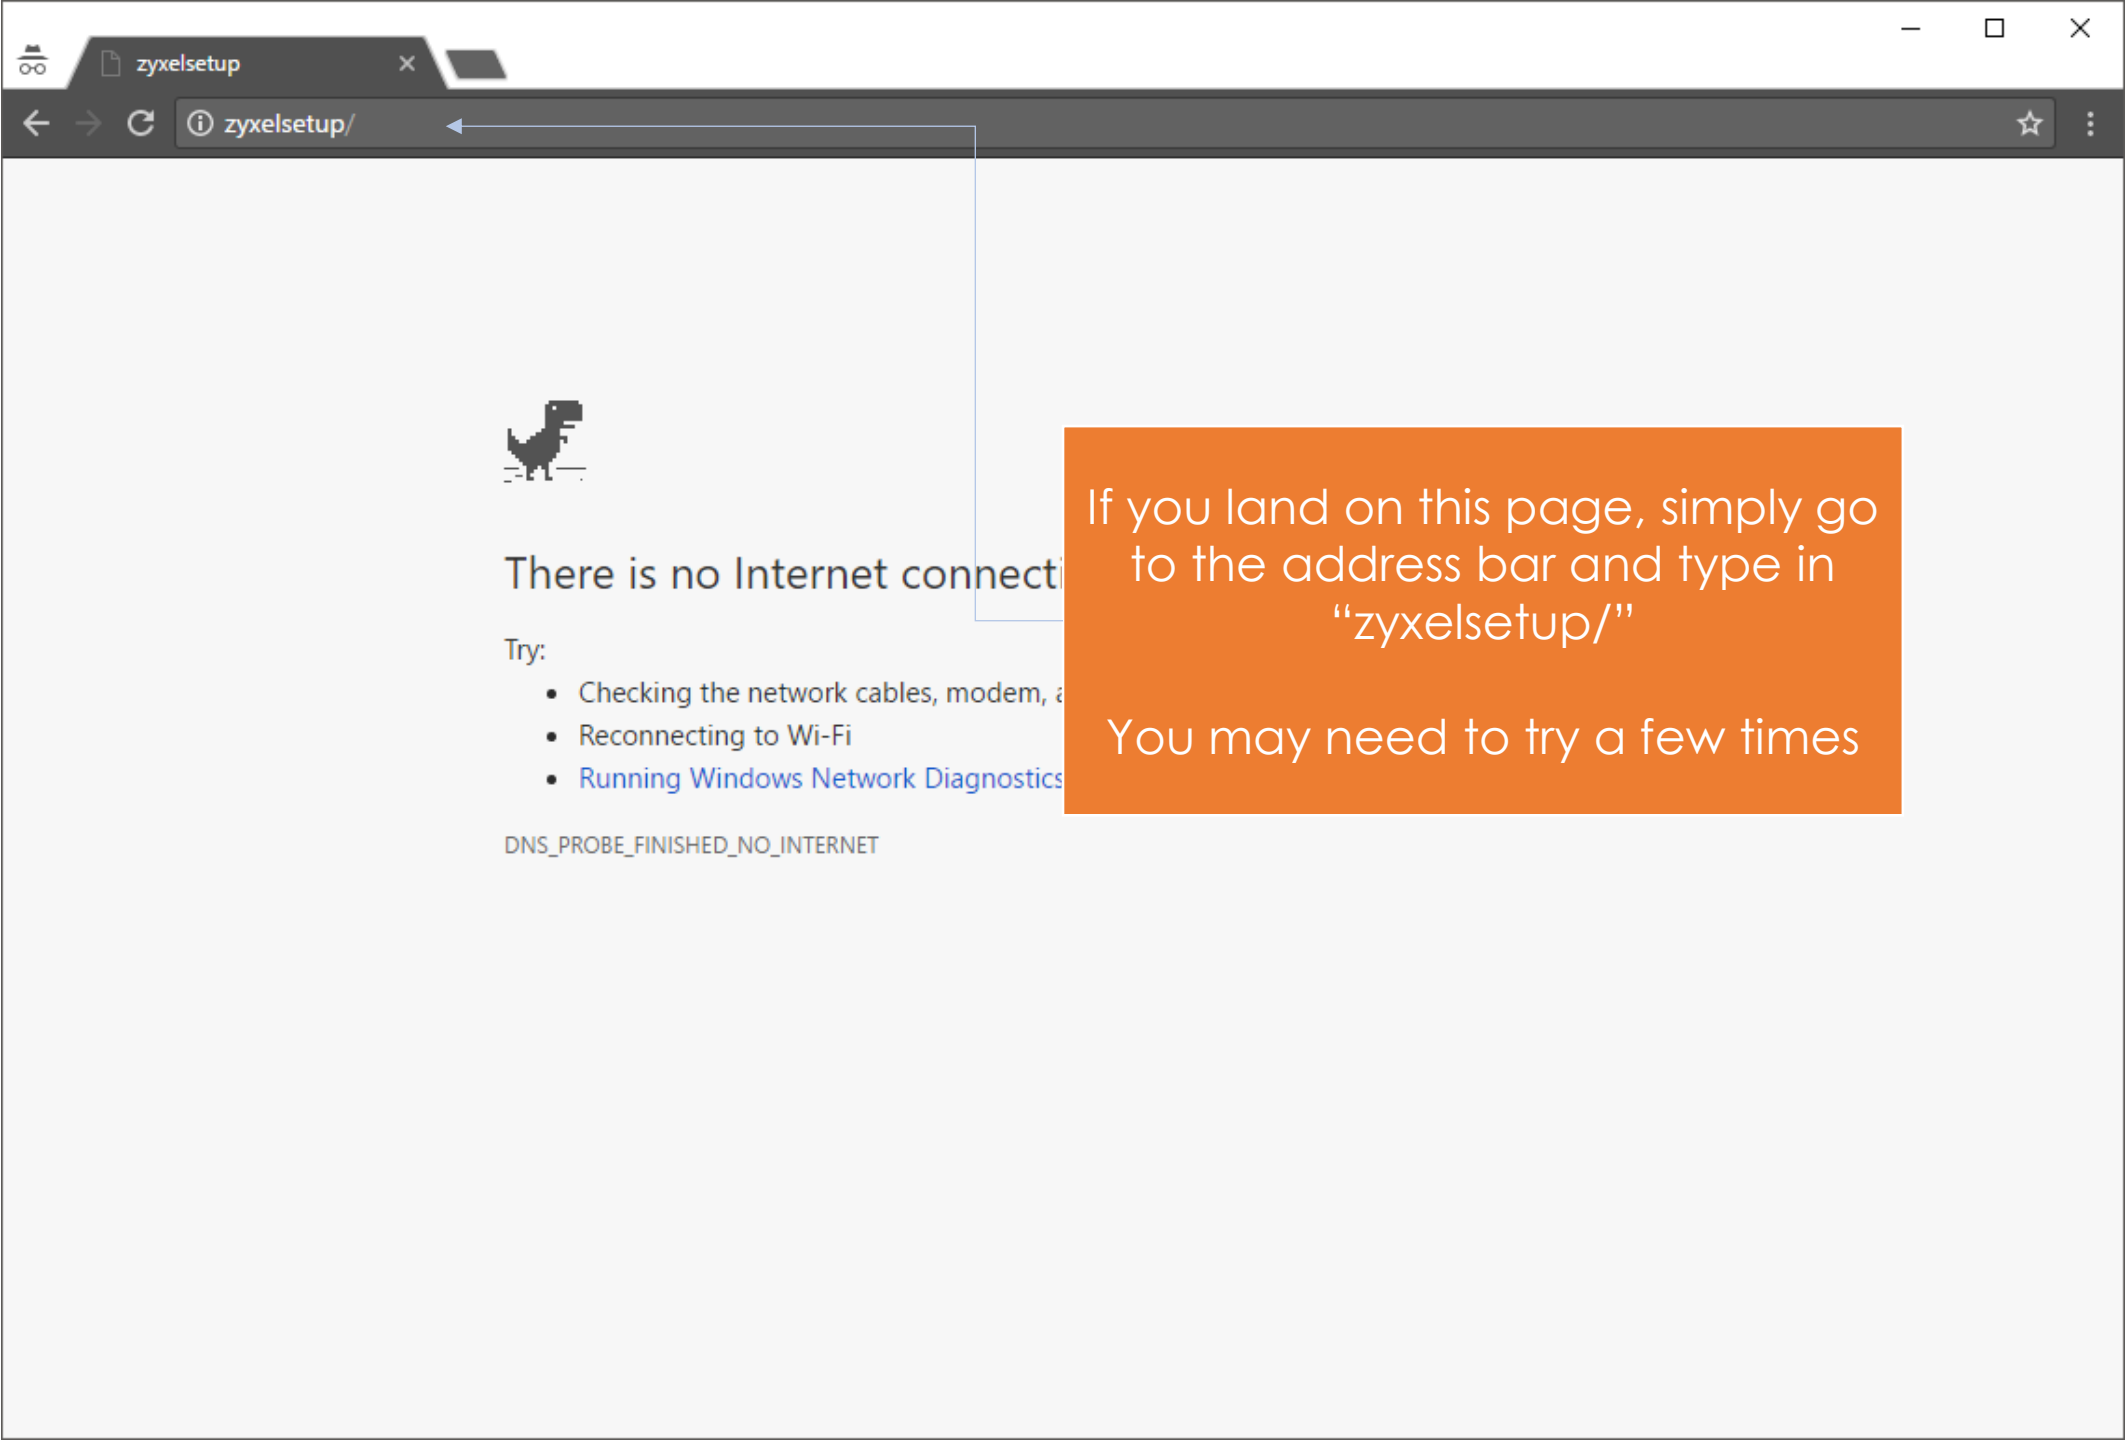 zyxelsetup
zyxelsetup/
There is no Internet
If you land on this page, simply go
to the address bar and type in
“zyxelsetup/”
You may need to try a few times
Try:
Checking the network cables, modem,
Reconnecting to Wi-Fi
Running Windows Network Diagnostics
DNS_PROBE_FINISHED_NO_INTERNET